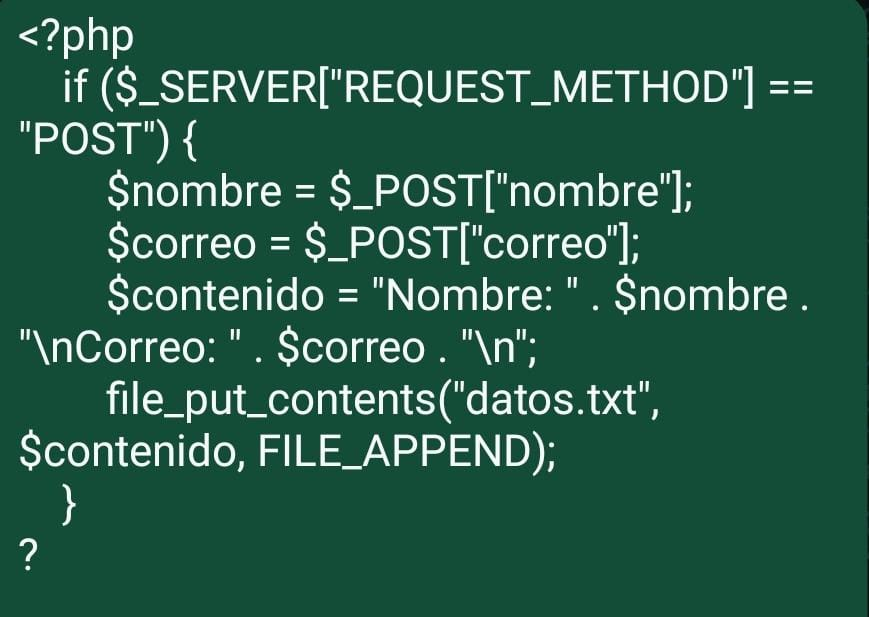 <?php
if ($_SERVER["REQUEST_METHOD"] ==
"POST") {
$nombre = $_POST["nombre"];
$correo = $_POST["correo"];
$contenido = "Nombre: " . $nombre .
"\nCorreo: " . $correo . "\n";
file_put_contents("datos.txt",
$contenido, FILE_APPEND);
}
?